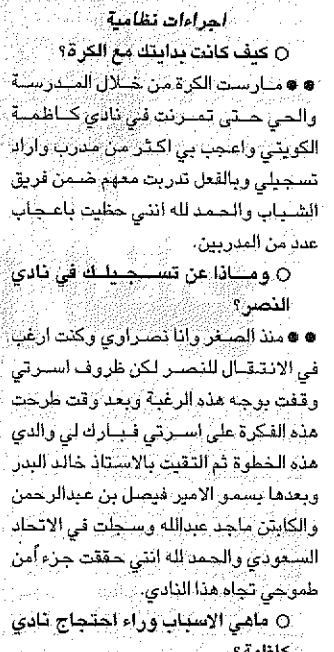 اجراءات نظامية
○ كيف كانت بدايتك مع الكرة؟
●● مارست الكرة من خلال المدرسة
والحي حتى تمرنت في نادي كاظمة
الكويتي واعجب بي اكثر من مدرب واراد
تسجيلي وبالفعل تدربت معهم ضمن فريق
الشباب والحمد لله انني حظيت باعجاب
عدد من المدربين.
○ وماذا عن تسجيلك في نادي
النصر؟
●● منذ الصغر وانا نصراوي وكنت ارغب
في الانتقال للنصر لكن ظروف اسرتي
وقفت بوجه هذه الرغبة وبعد وقت طرحت
هذه الفكرة على اسرتي فبارك لي والدي
هذه الخطوة ثم التقيت بالاستاذ خالد البدر
وبعدها بسمو الامير فيصل بن عبدالرحمن
والكابتن ماجد عبدالله وسجلت في الاتحاد
السعودي والحمد لله انني حققت جزءاً من
طموحي تجاه هذا النادي.
○ ماهي الاسباب وراء احتجاج نادي
كاظمة؟